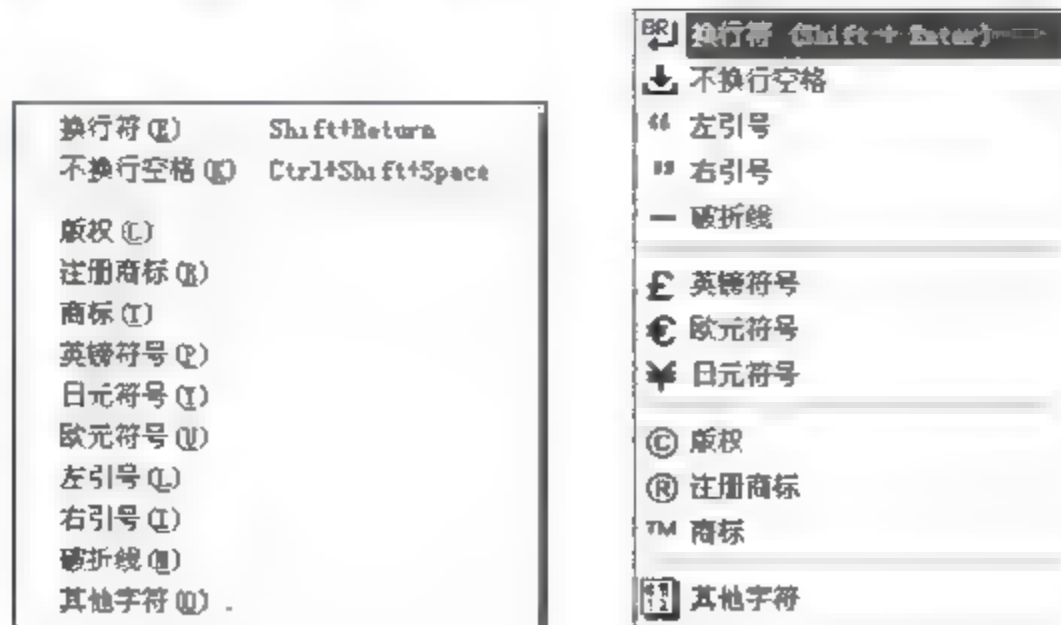 换行符(E) Shift+Return
不换行空格(K) Ctrl+Shift+Space
版权(C)
注册商标(R)
商标(T)
英镑符号(P)
日元符号(Y)
欧元符号(U)
左引号(L)
右引号(I)
破折线(M)
其他字符(O)...
BR 换行符 (Shift + Enter)
不换行空格
“ 左引号
” 右引号
— 破折线
£ 英镑符号
€ 欧元符号
¥ 日元符号
© 版权
® 注册商标
TM 商标
其他字符